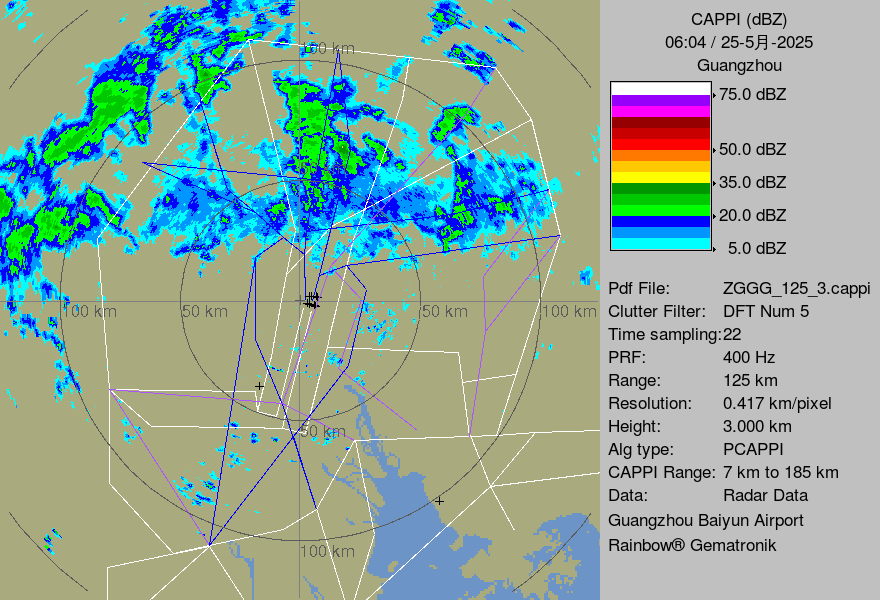 CAPPI (dBZ)
06:04 / 25-5月-2025
Guangzhou
75.0 dBZ
50.0 dBZ
35.0 dBZ
20.0 dBZ
5.0 dBZ
100 km
100 km
50 km
50 km
100 km
50 km
100 km
Pdf File: ZGGG_125_3.cappi
Clutter Filter: DFT Num 5
Time sampling:22
PRF: 400 Hz
Range: 125 km
Resolution: 0.417 km/pixel
Height: 3.000 km
Alg type: PCAPPI
CAPPI Range: 7 km to 185 km
Data: Radar Data
Guangzhou Baiyun Airport
Rainbow® Gematronik